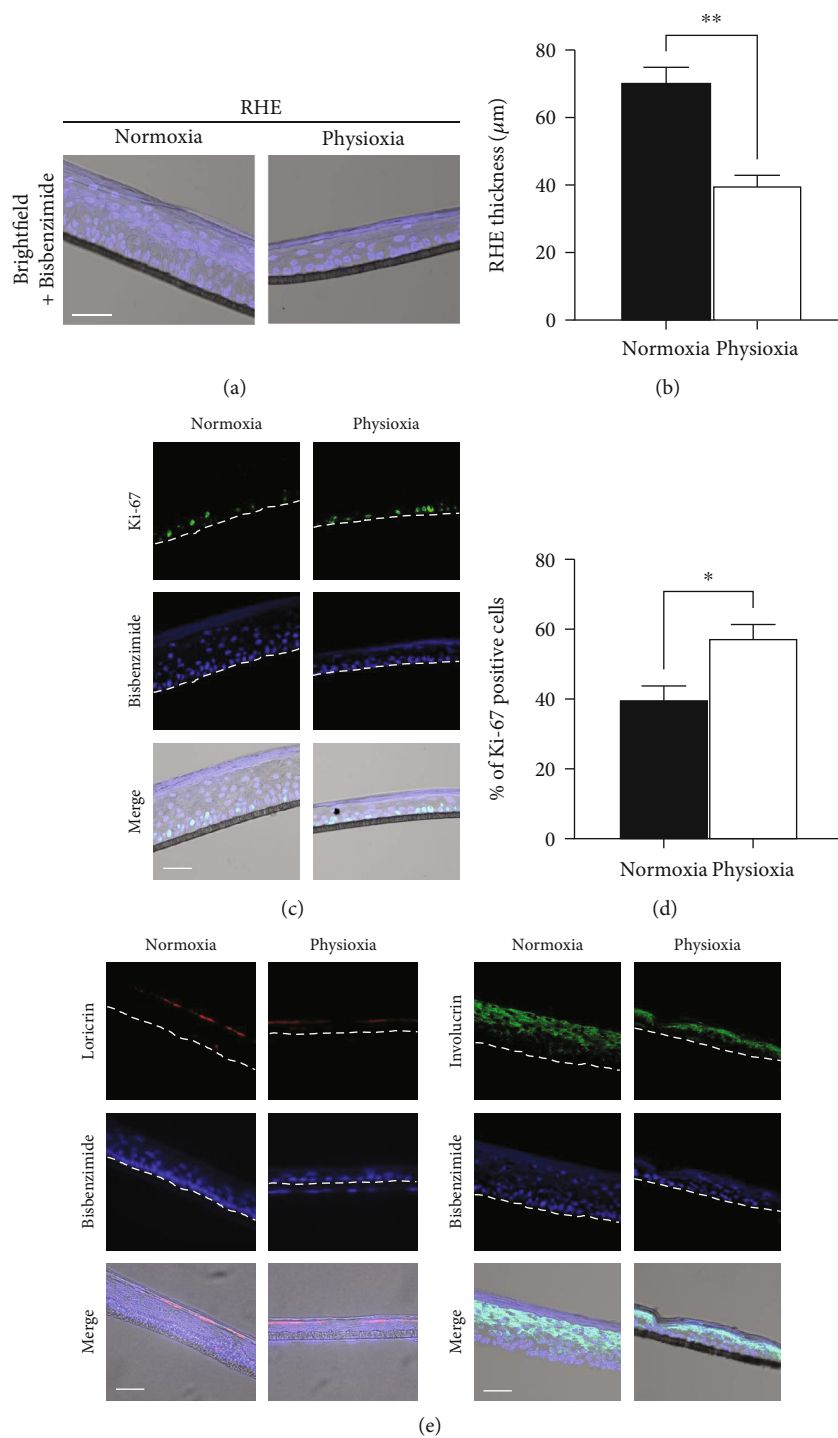 RHE
Normoxia Physioxia
Brightfield
+ Bisbenzimide
(a)
**
80
60
40
20
0
RHE thickness (μm)
Normoxia Physioxia
(b)
Normoxia Physioxia
Ki-67
Bisbenzimide
Merge
(c)
*
80
60
40
20
0
% of Ki-67 positive cells
Normoxia Physioxia
(d)
Normoxia Physioxia
Loricrin
Bisbenzimide
Merge
Normoxia Physioxia
Involucrin
Bisbenzimide
Merge
(e)